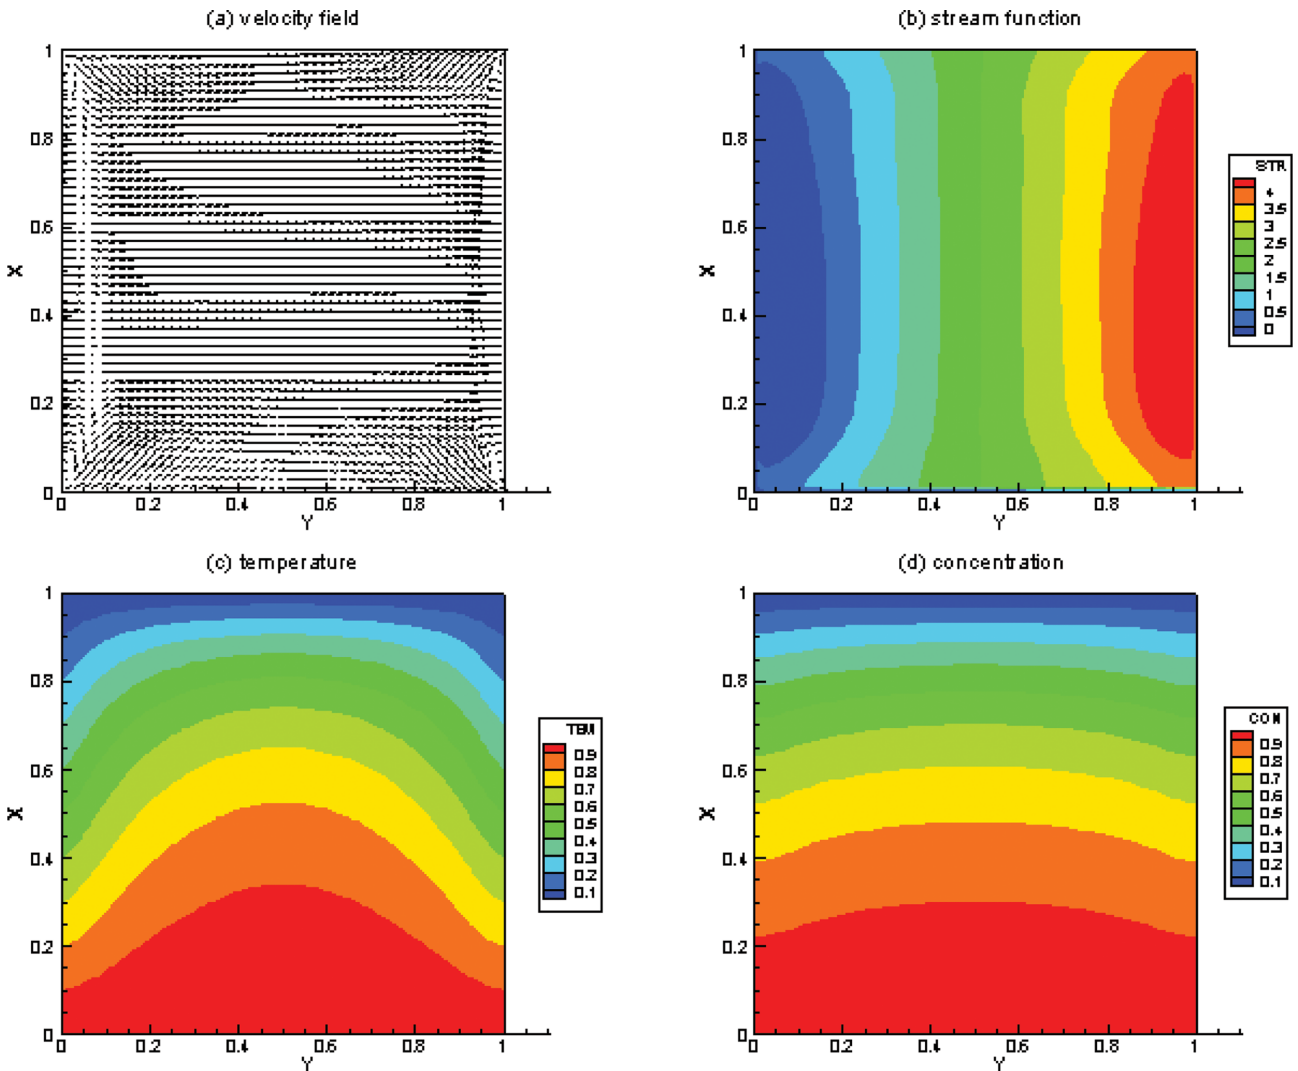 (a) velocity field
1
0.8
0.6
X
0.4
0.2
0
0 0.2 0.4 0.6 0.8 1
Y
(b) stream function
1
0.8
0.6
X
0.4
0.2
0
0 0.2 0.4 0.6 0.8 1
Y
STR
4
3.5
3
2.5
2
1.5
1
0.5
0
(c) temperature
1
0.8
0.6
X
0.4
0.2
0
0 0.2 0.4 0.6 0.8 1
Y
TEM
0.9
0.8
0.7
0.6
0.5
0.4
0.3
0.2
0.1
(d) concentration
1
0.8
0.6
X
0.4
0.2
0
0 0.2 0.4 0.6 0.8 1
Y
CON
0.9
0.8
0.7
0.6
0.5
0.4
0.3
0.2
0.1